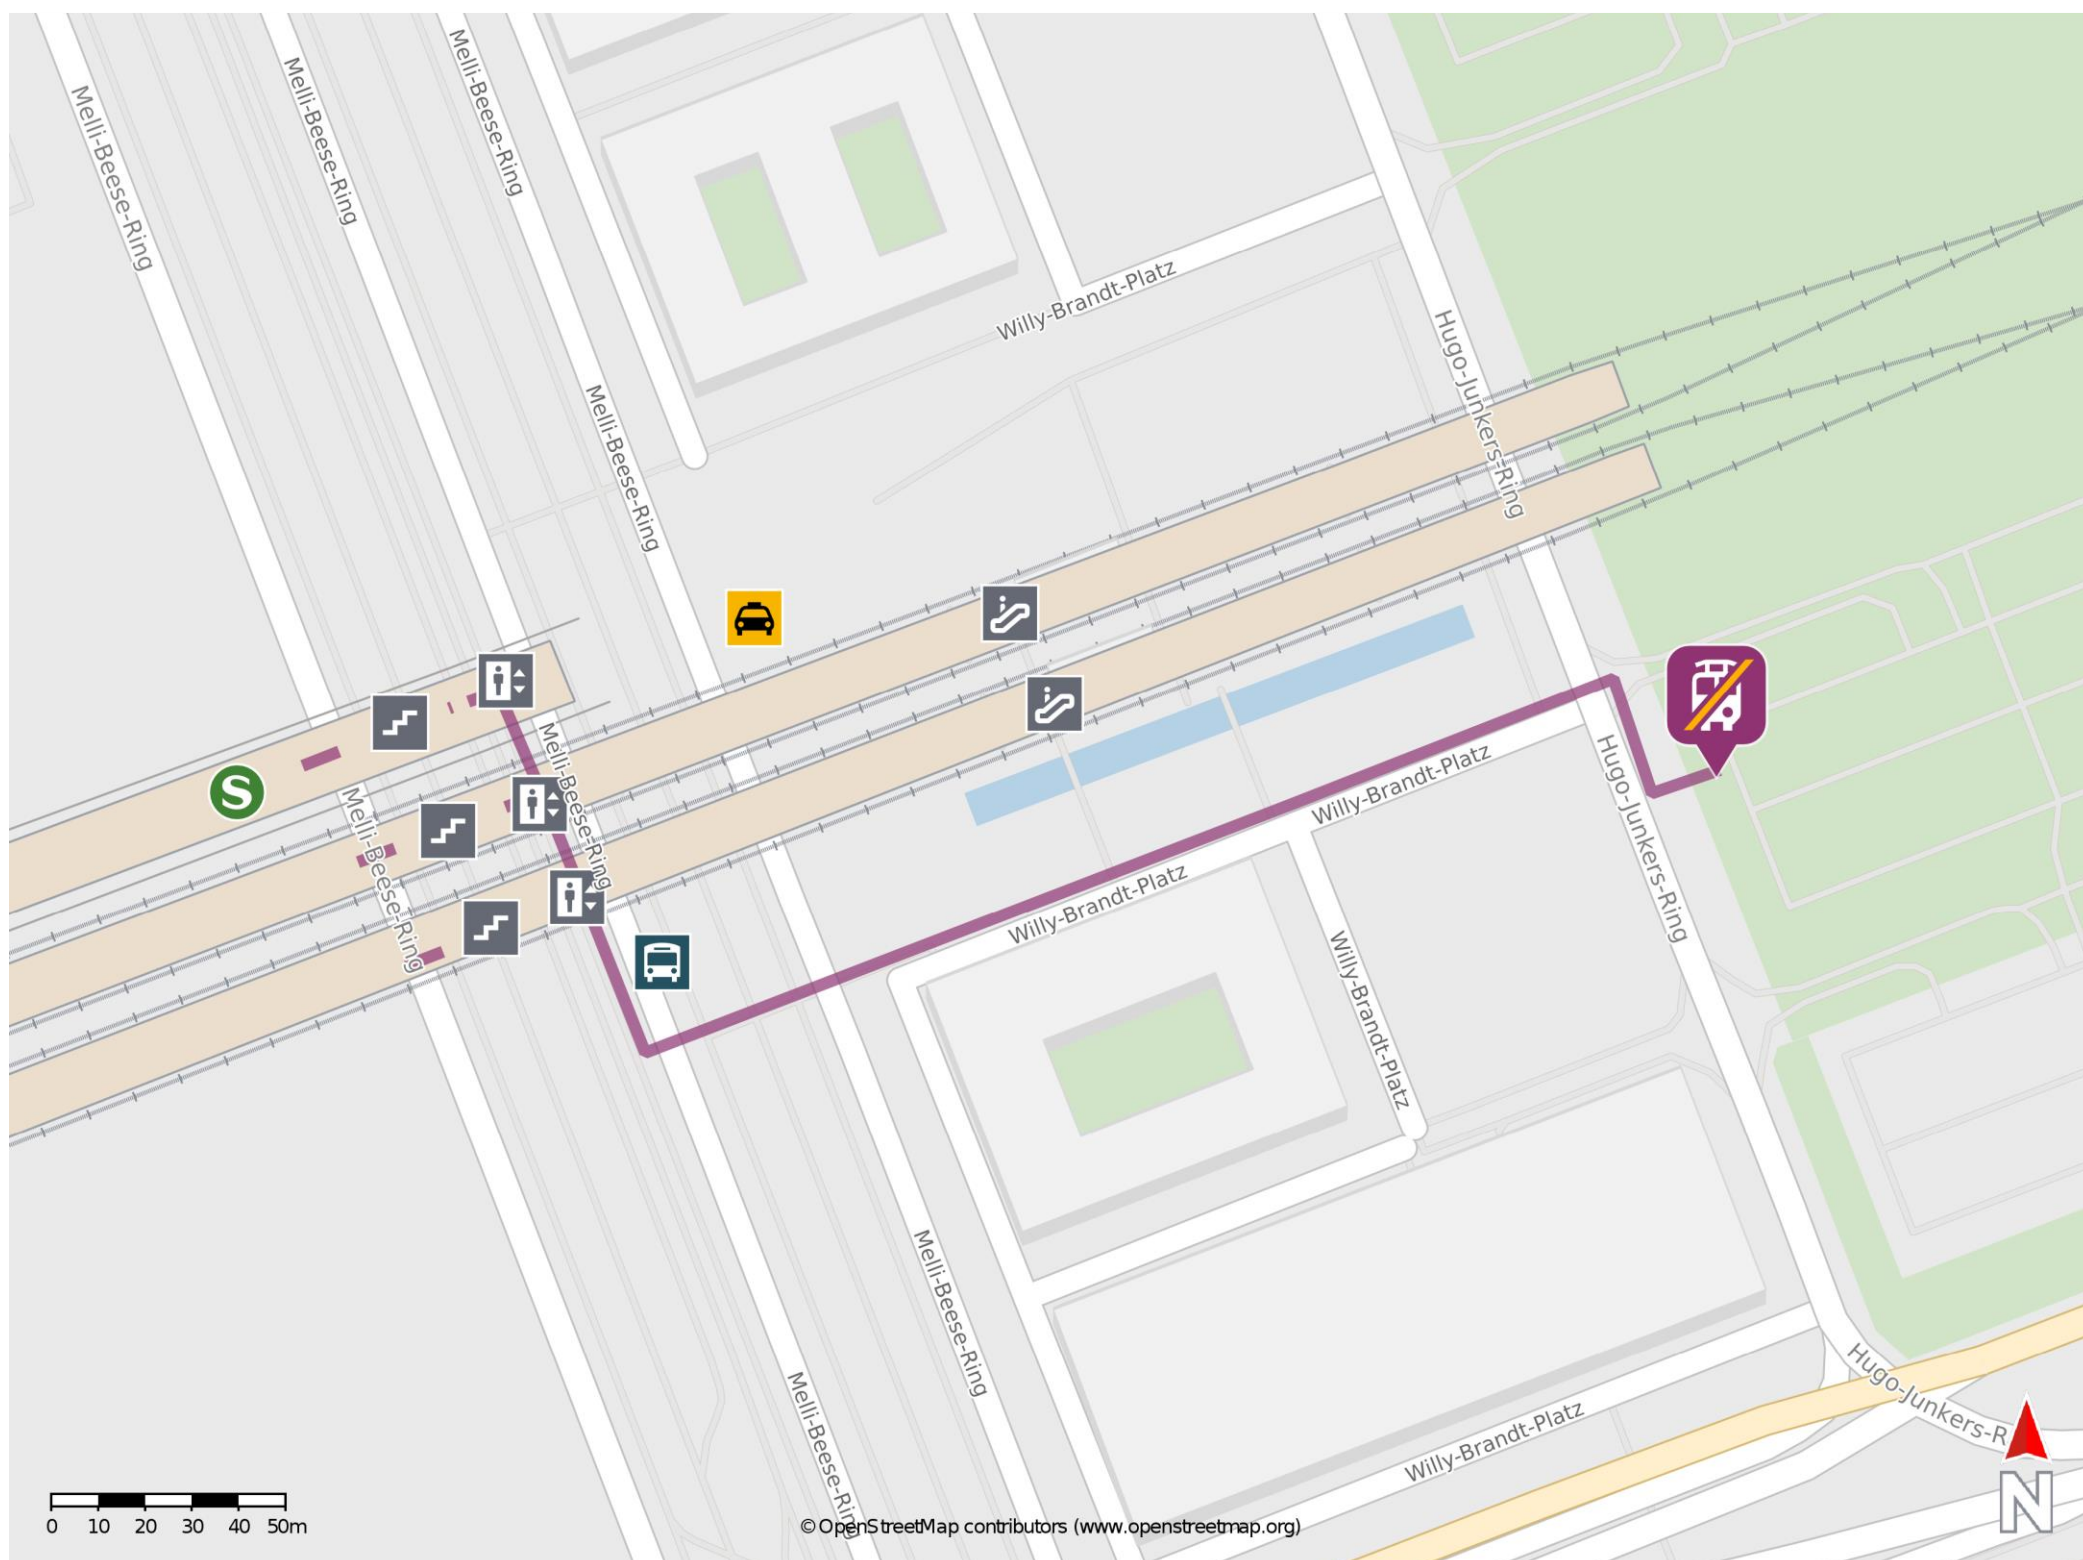 Melli-Beese-Ring
Melli-Beese-Ring
Melli-Beese-Ring
Willy-Brandt-Platz
Hugo-Junkers-Ring
Melli-Beese-Ring
S
Melli-Beese-Ring
Melli-Beese-Ring
Willy-Brandt-Platz
Hugo-Junkers-Ring
Willy-Brandt-Platz
Willy-Brandt-Platz
Melli-Beese-Ring
Melli-Beese-Ring
Hugo-Junkers-R
Willy-Brandt-Platz
N
0 10 20 30 40 50m
© OpenStreetMap contributors (www.openstreetmap.org)